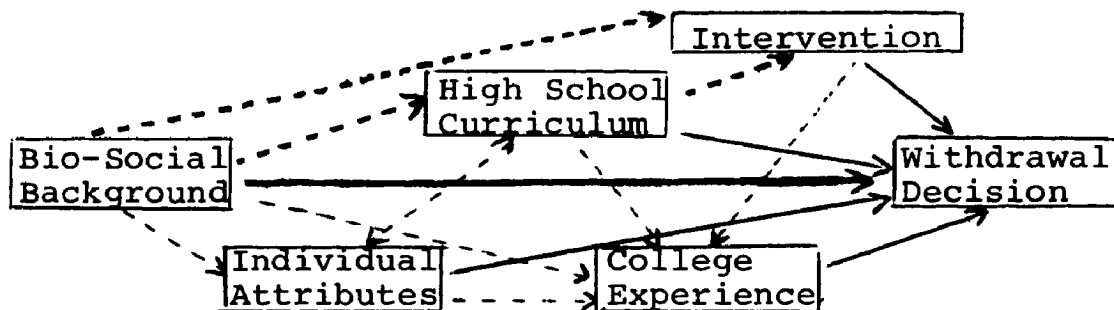 Intervention
High School
Curriculum
Bio-Social
Background
Withdrawal
Decision
Individual
Attributes
College
Experience